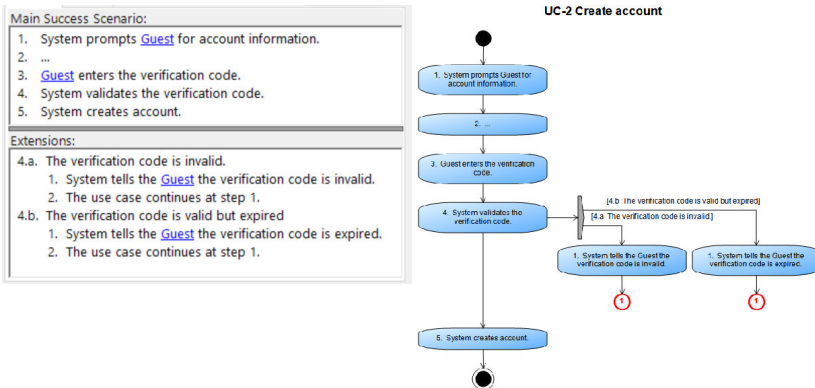 Main Success Scenario:
1. System prompts Guest for account information.
2. ...
3. Guest enters the verification code.
4. System validates the verification code.
5. System creates account.
Extensions:
4.a. The verification code is invalid.
1. System tells the Guest the verification code is invalid.
2. The use case continues at step 1.
4.b. The verification code is valid but expired
1. System tells the Guest the verification code is expired.
2. The use case continues at step 1.
UC-2 Create account
1. System prompts Guest for
account information.
2. ...
3. Guest enters the verification
code.
4. System validates the
verification code.
[4.b The verification code is valid but expired]
[4.a The verification code is invalid.]
1. System tells the Guest the
verification code is invalid.
1. System tells the Guest the
verification code is expired.
1
1
5. System creates account.